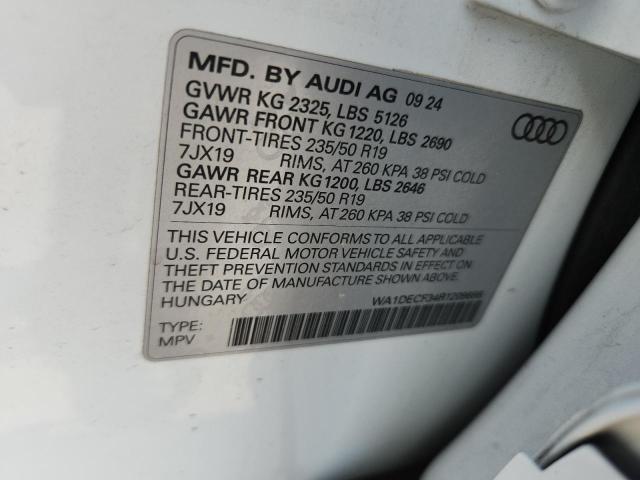 MFD. BY AUDI AG 09 24
GVWR KG 2325, LBS 5126
GAWR FRONT KG 1220, LBS 2690
FRONT-TIRES 235/50 R19
7JX19 RIMS, AT 260 KPA 38 PSI COLD
GAWR REAR KG1200, LBS 2646
REAR-TIRES 235/50 R19
7JX19 RIMS, AT 260 KPA 38 PSI COLD
THIS VEHICLE CONFORMS TO ALL APPLICABLE
U.S. FEDERAL MOTOR VEHICLE SAFETY AND
THEFT PREVENTION STANDARDS IN EFFECT ON
THE DATE OF MANUFACTURE SHOWN ABOVE.
HUNGARY
TYPE:
MPV